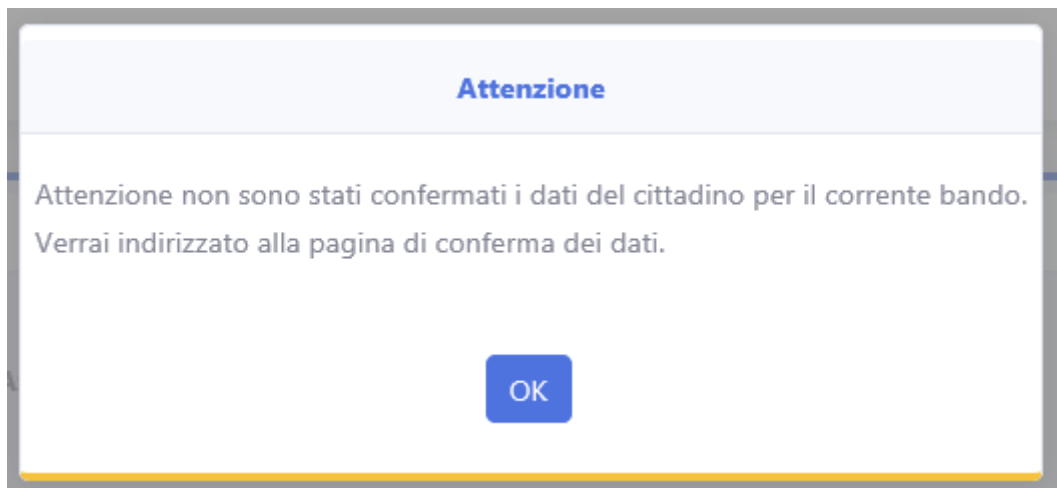 Attenzione
Attenzione non sono stati confermati i dati del cittadino per il corrente bando.
Verrai indirizzato alla pagina di conferma dei dati.
OK